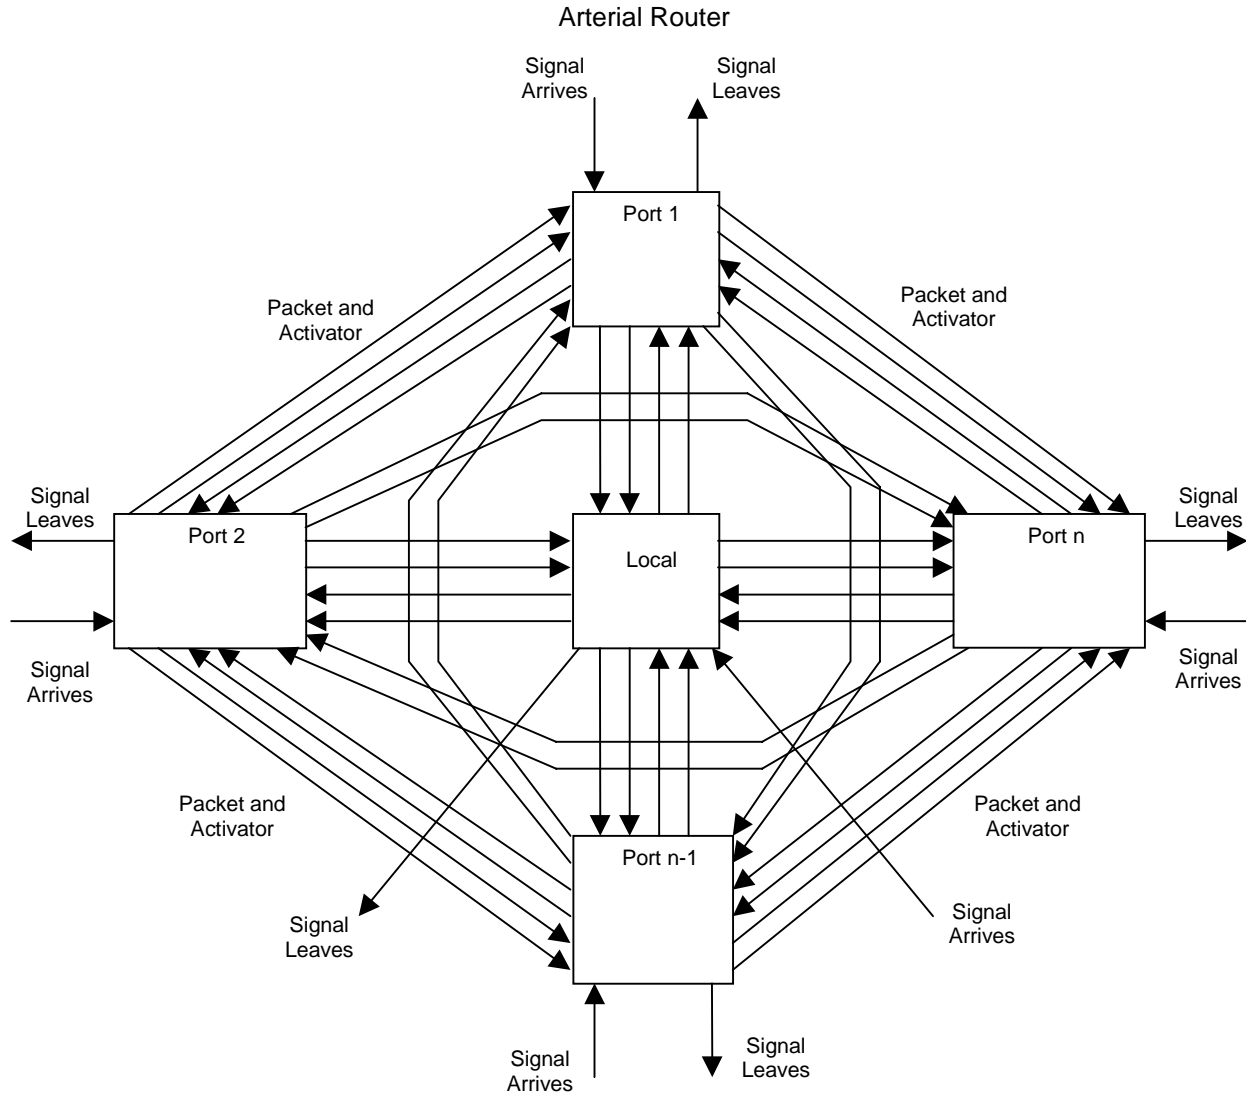 Arterial Router
Signal
Arrives
Signal
Leaves
Port 1
Packet and
Activator
Packet and
Activator
Signal
Leaves
Port 2
Local
Port n
Signal
Leaves
Signal
Arrives
Signal
Arrives
Packet and
Activator
Packet and
Activator
Port n-1
Signal
Leaves
Signal
Arrives
Signal
Arrives
Signal
Leaves